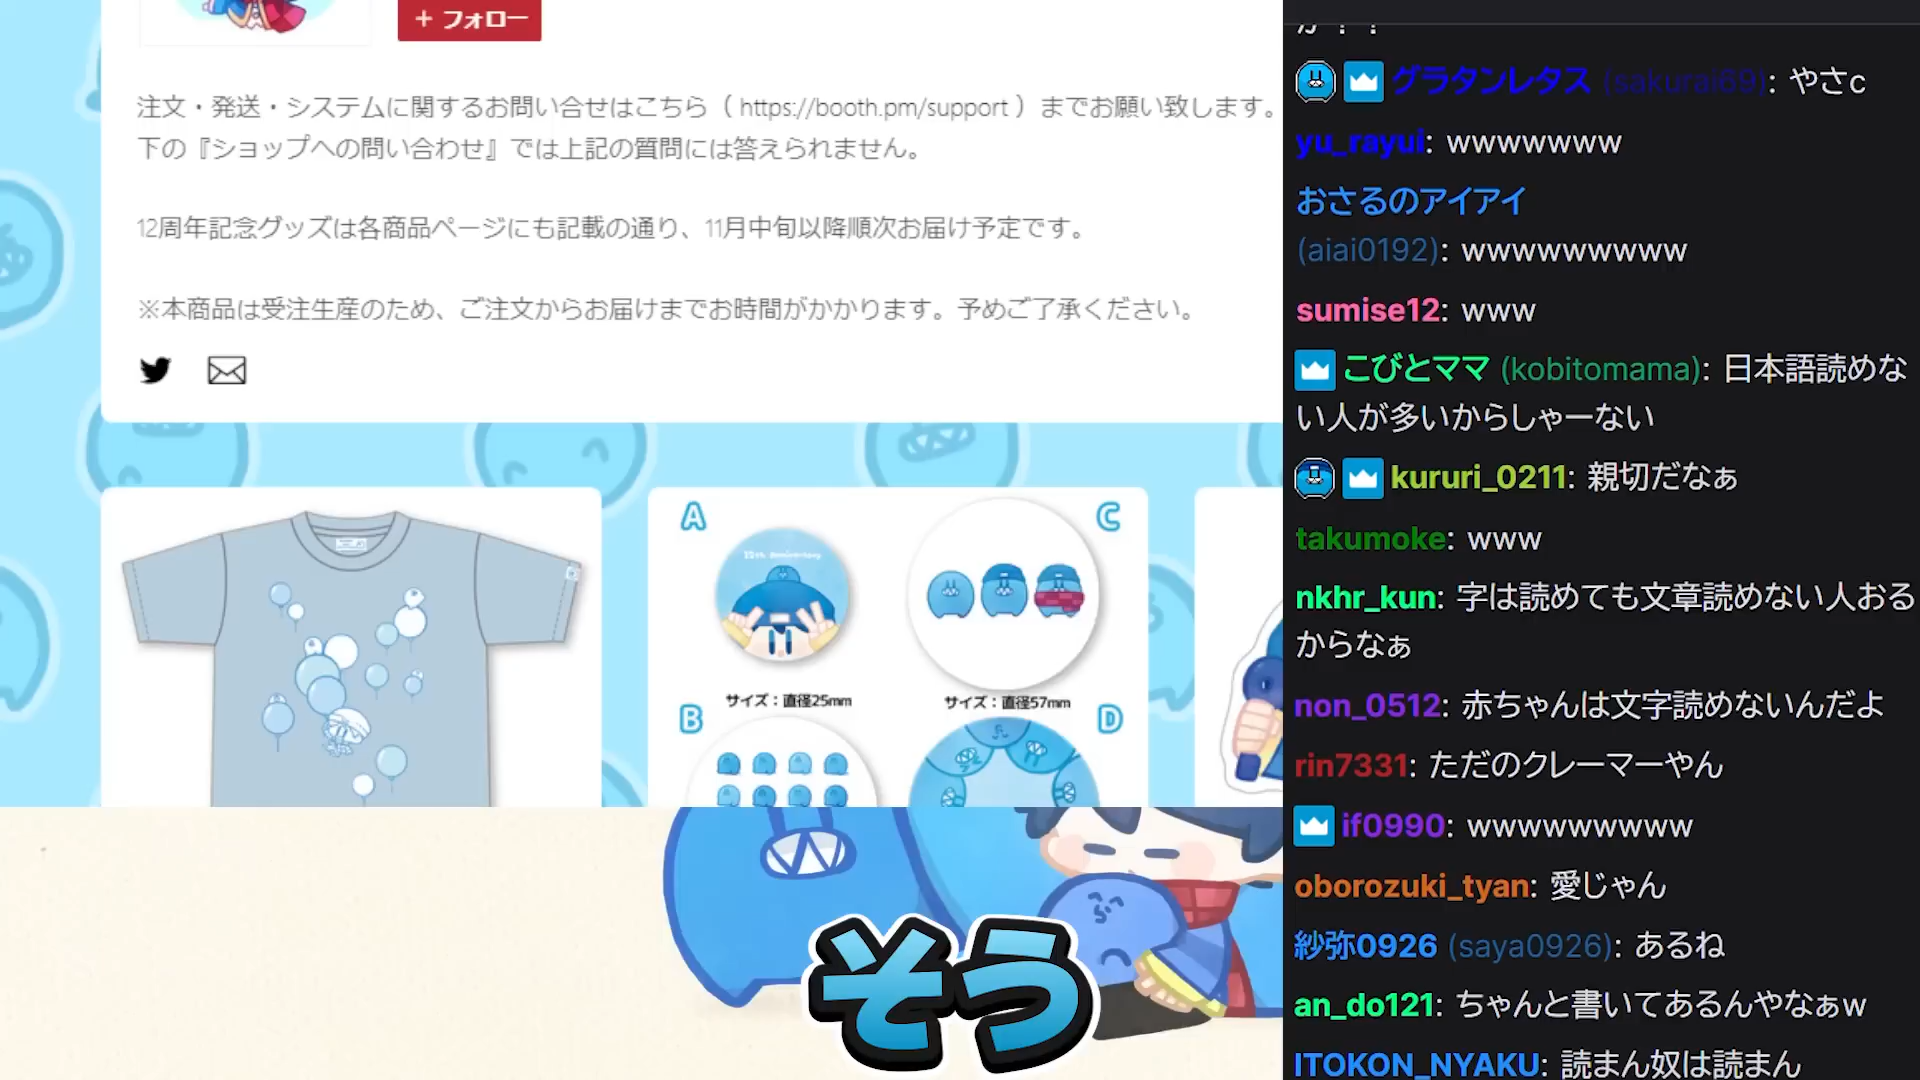 + フォロー
注文・発送・システムに関するお問い合せはこちら（ https://booth.pm/support ）までお願い致します。
下の『ショップへの問い合わせ』では上記の質問には答えられません。
12周年記念グッズは各商品ページにも記載の通り、11月中旬以降順次お届け予定です。
※本商品は受注生産のため、ご注文からお届けまでお時間がかかります。予めご了承ください。
A
C
12th Anniversary
サイズ：直径25mm
サイズ：直径57mm
B
D
そう
グラタンレタス (sakurai69): やさc
yu_rayui: wwwwwww
おさるのアイアイ
(aiai0192): wwwwwwwww
sumise12: www
こびとママ (kobitomama): 日本語読めな
い人が多いからしゃーない
kururi_0211: 親切だなぁ
takumoke: www
nkhr_kun: 字は読めても文章読めない人おる
からなぁ
non_0512: 赤ちゃんは文字読めないんだよ
rin7331: ただのクレーマーやん
if0990: wwwwwwwww
oborozuki_tyan: 愛じゃん
紗弥0926 (saya0926): あるね
an_do121: ちゃんと書いてあるんやなぁw
ITOKON_NYAKU: 読まん奴は読まん